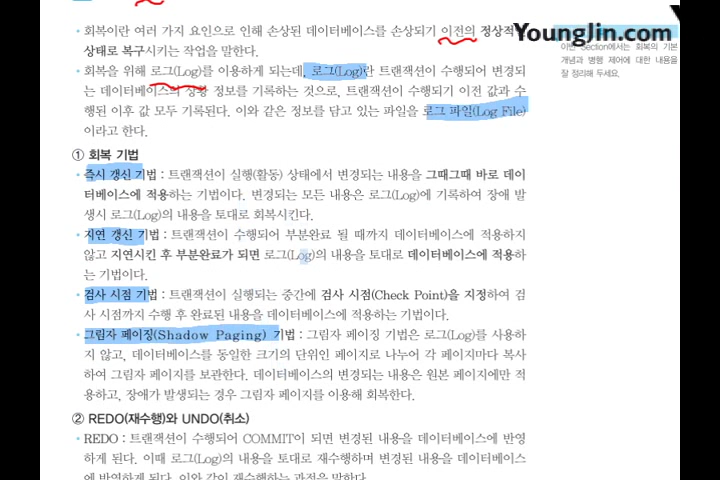 YoungJin.com
• 회복이란 여러 가지 요인으로 인해 손상된 데이터베이스를 손상되기 이전의 정상적
상태로 복구시키는 작업을 말한다.
Section에서는 회복의 기본
개념과 병행 제어에 대한 내용을
잘 정리해 두세요.
• 회복을 위해 로그(Log)를 이용하게 되는데, 로그(Log)란 트랜잭션이 수행되어 변경되
는 데이터베이스의 상황 정보를 기록하는 것으로, 트랜잭션이 수행되기 이전 값과 수
행된 이후 값 모두 기록된다. 이와 같은 정보를 담고 있는 파일을 로그 파일(Log File)
이라고 한다.
① 회복 기법
• 즉시 갱신 기법 : 트랜잭션이 실행(활동) 상태에서 변경되는 내용을 그때그때 바로 데이
터베이스에 적용하는 기법이다. 변경되는 모든 내용은 로그(Log)에 기록하여 장애 발
생시 로그(Log)의 내용을 토대로 회복시킨다.
• 지연 갱신 기법 : 트랜잭션이 수행되어 부분완료 될 때까지 데이터베이스에 적용하지
않고 지연시킨 후 부분완료가 되면 로그(Log)의 내용을 토대로 데이터베이스에 적용하
는 기법이다.
• 검사 시점 기법 : 트랜잭션이 실행되는 중간에 검사 시점(Check Point)을 지정하여 검
사 시점까지 수행 후 완료된 내용을 데이터베이스에 적용하는 기법이다.
• 그림자 페이징(Shadow Paging) 기법 : 그림자 페이징 기법은 로그(Log)를 사용하
지 않고, 데이터베이스를 동일한 크기의 단위인 페이지로 나누어 각 페이지마다 복사
하여 그림자 페이지를 보관한다. 데이터베이스의 변경되는 내용은 원본 페이지에만 적
용하고, 장애가 발생되는 경우 그림자 페이지를 이용해 회복한다.
② REDO(재수행)와 UNDO(취소)
• REDO : 트랜잭션이 수행되어 COMMIT이 되면 변경된 내용을 데이터베이스에 반영
하게 된다. 이때 로그(Log)의 내용을 토대로 재수행하며 변경된 내용을 데이터베이스
에 반영하게 된다. 이와 같이 재수행하는 과정을 말한다.